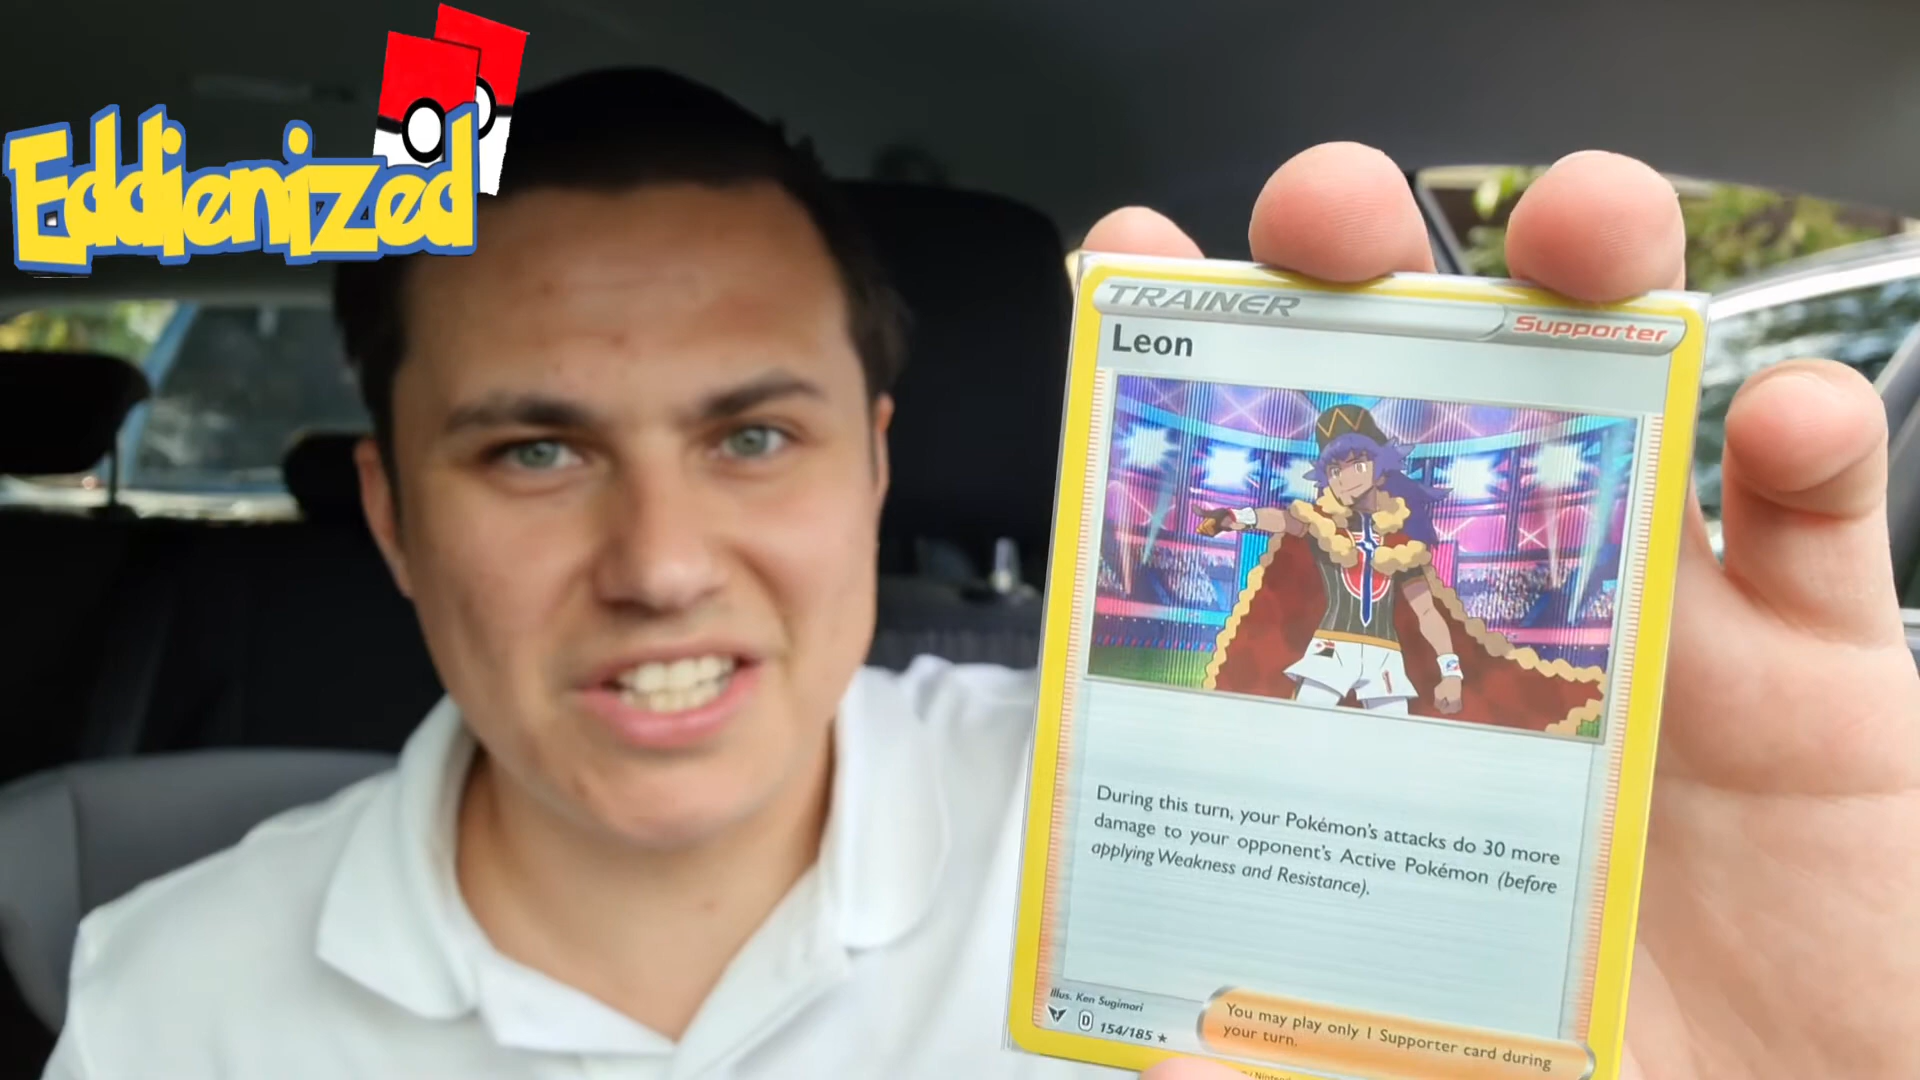 Eddienized
TRAINER
Supporter
Leon
During this turn, your Pokémon's attacks do 30 more
damage to your opponent's Active Pokémon (before
applying Weakness and Resistance).
Illus. Ken Sugimori
D 154/185 ★
You may play only 1 Supporter card during
your turn.